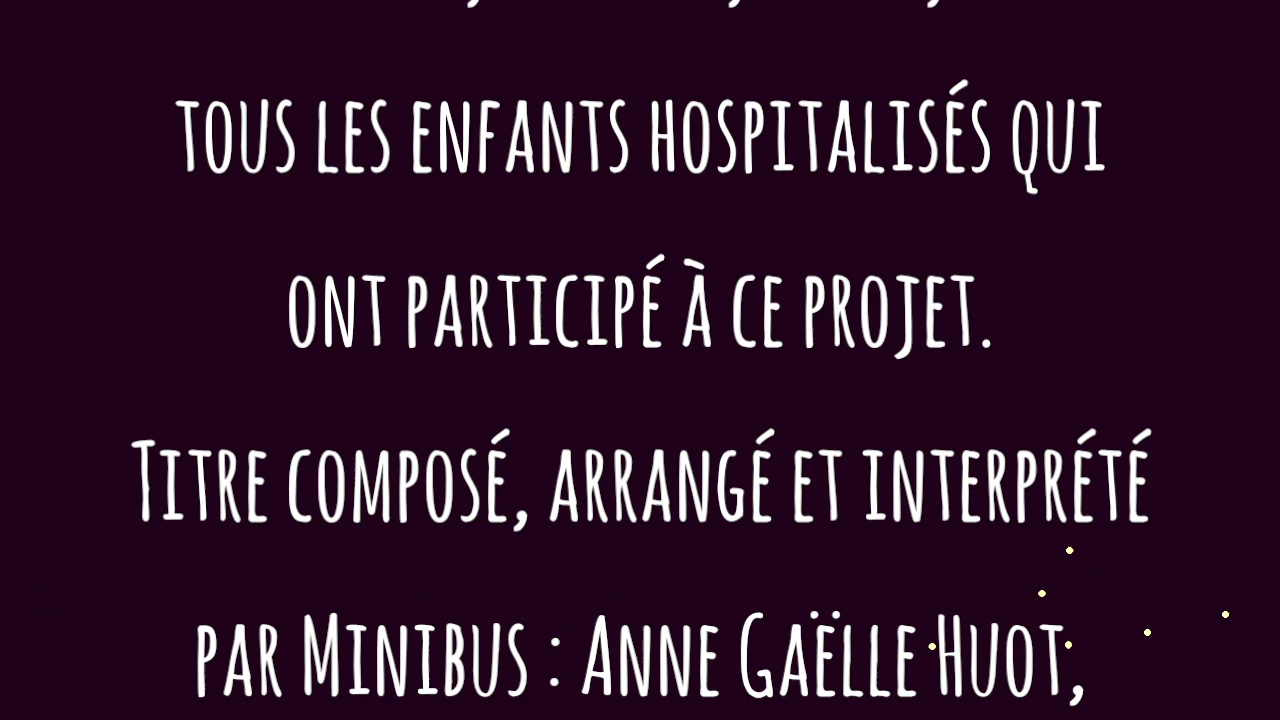 tous les enfants hospitalisés qui
ont participé à ce projet.
Titre composé, arrangé et interprété
par Minibus : Anne Gaëlle Huot,